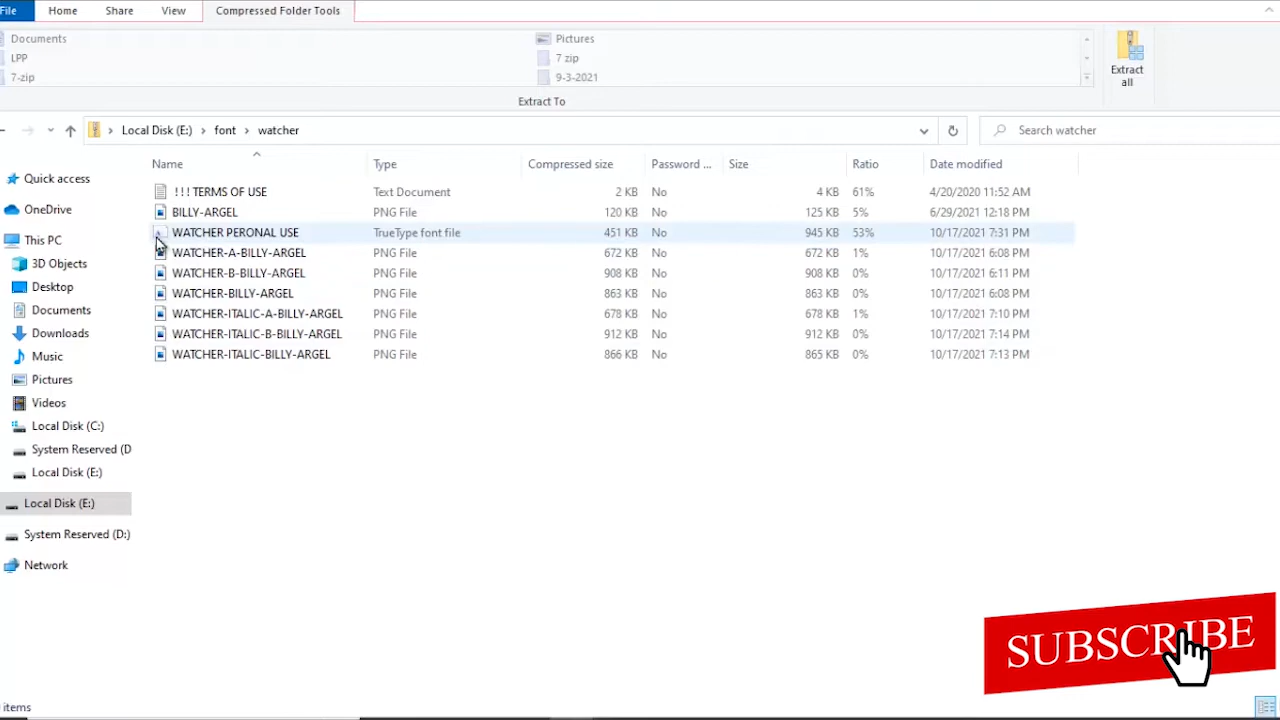 File Home Share View Compressed Folder Tools
Documents Pictures
LPP 7 zip
7-zip 9-3-2021
Extract all
Extract To
Local Disk (E:) font watcher Search watcher
Name Type Compressed size Password ... Size Ratio Date modified
! ! ! TERMS OF USE Text Document 2 KB No 4 KB 61% 4/20/2020 11:52 AM
BILLY-ARGEL PNG File 120 KB No 125 KB 5% 6/29/2021 12:18 PM
WATCHER PERONAL USE TrueType font file 451 KB No 945 KB 53% 10/17/2021 7:31 PM
WATCHER-A-BILLY-ARGEL PNG File 672 KB No 672 KB 1% 10/17/2021 6:08 PM
WATCHER-B-BILLY-ARGEL PNG File 908 KB No 908 KB 0% 10/17/2021 6:11 PM
WATCHER-BILLY-ARGEL PNG File 863 KB No 863 KB 0% 10/17/2021 6:08 PM
WATCHER-ITALIC-A-BILLY-ARGEL PNG File 678 KB No 678 KB 1% 10/17/2021 7:10 PM
WATCHER-ITALIC-B-BILLY-ARGEL PNG File 912 KB No 912 KB 0% 10/17/2021 7:14 PM
WATCHER-ITALIC-BILLY-ARGEL PNG File 866 KB No 865 KB 0% 10/17/2021 7:13 PM
Quick access
OneDrive
This PC
3D Objects
Desktop
Documents
Downloads
Music
Pictures
Videos
Local Disk (C:)
System Reserved (D
Local Disk (E:)
Local Disk (E:)
System Reserved (D:)
Network
SUBSCRIBE
items